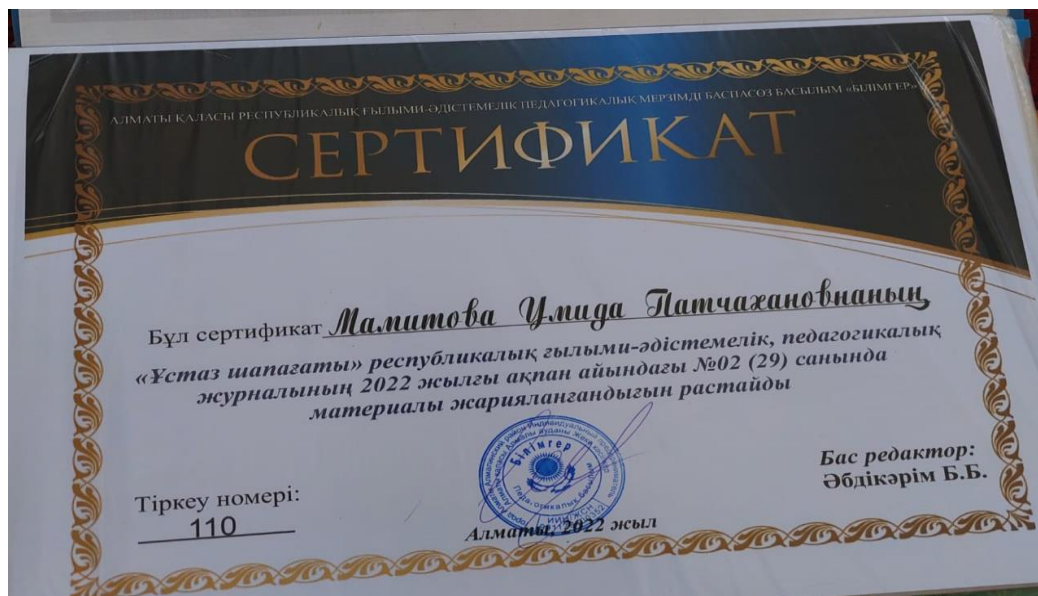 АЛМАТЫ ҚАЛАСЫ РЕСПУБЛИКАЛЫҚ ҒЫЛЫМИ-ӘДІСТЕМЕЛІК ПЕДАГОГИКАЛЫҚ МЕРЗІМДІ БАСПАСӨЗ БАСЫЛЫМ «БІЛІМГЕР»
СЕРТИФИКАТ
Бұл сертификат Мамитова Умида Патчахановнаның
«Ұстаз шапағаты» республикалық ғылыми-әдістемелік, педагогикалық
журналының 2022 жылғы ақпан айындағы №02 (29) санында
материалы жарияланғандығын растайды
Білімгер
Бас редактор:
Әбдікәрім Б.Б.
Тіркеу номері:
110
Алматы, 2022 жыл